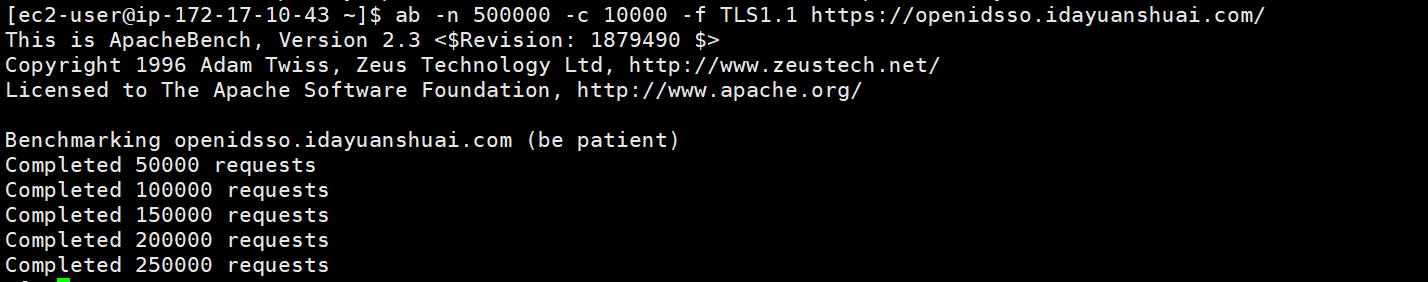 [ec2-user@ip-172-17-10-43 ~]$ ab -n 500000 -c 10000 -f TLS1.1 https://openidsso.idayuanshuai.com/
This is ApacheBench, Version 2.3 <$Revision: 1879490 $>
Copyright 1996 Adam Twiss, Zeus Technology Ltd, http://www.zeustech.net/
Licensed to The Apache Software Foundation, http://www.apache.org/

Benchmarking openidsso.idayuanshuai.com (be patient)
Completed 50000 requests
Completed 100000 requests
Completed 150000 requests
Completed 200000 requests
Completed 250000 requests